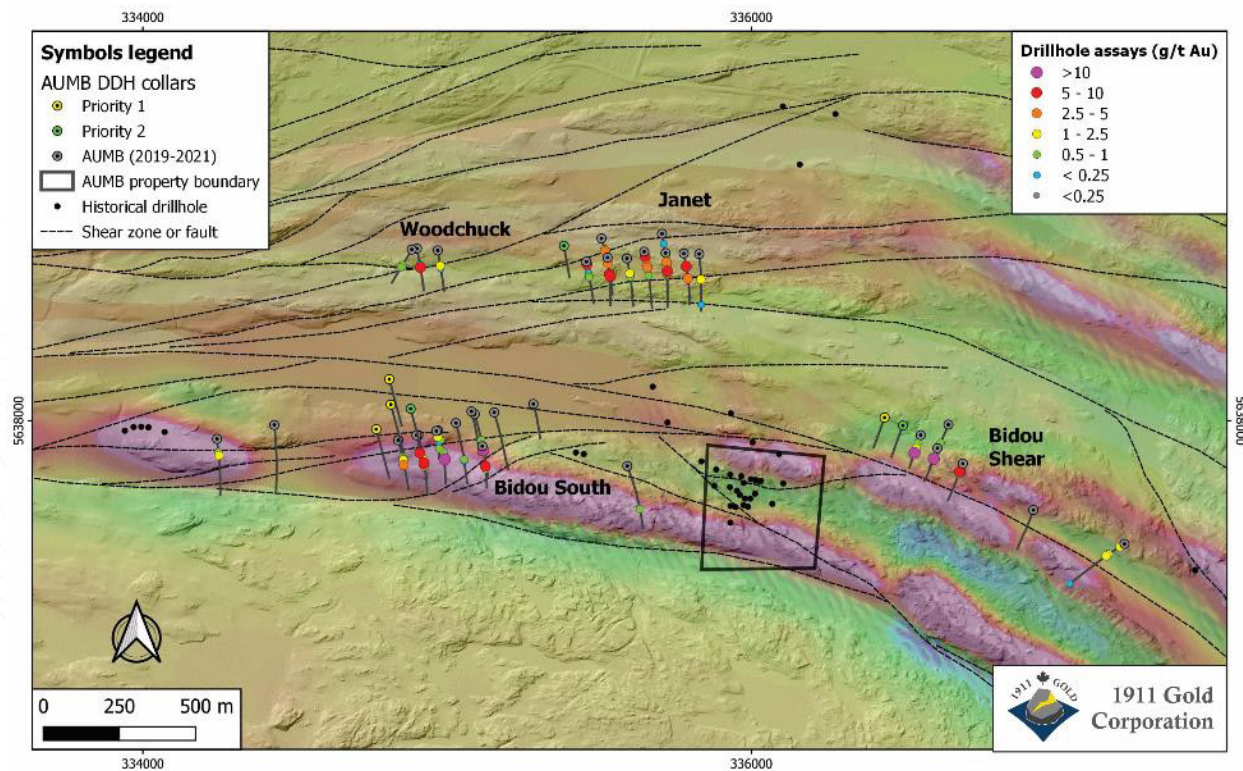 334000
336000
Symbols legend
AUMB DDH collars
Priority 1
Priority 2
AUMB (2019-2021)
AUMB property boundary
Historical drillhole
Shear zone or fault
Drillhole assays (g/t Au)
>10
5 - 10
2.5 - 5
1 - 2.5
0.5 - 1
< 0.25
<0.25
Janet
Woodchuck
5638000
5638000
Bidou
Shear
Bidou South
0 250 500 m
1911 GOLD
1911 Gold
Corporation
334000
336000